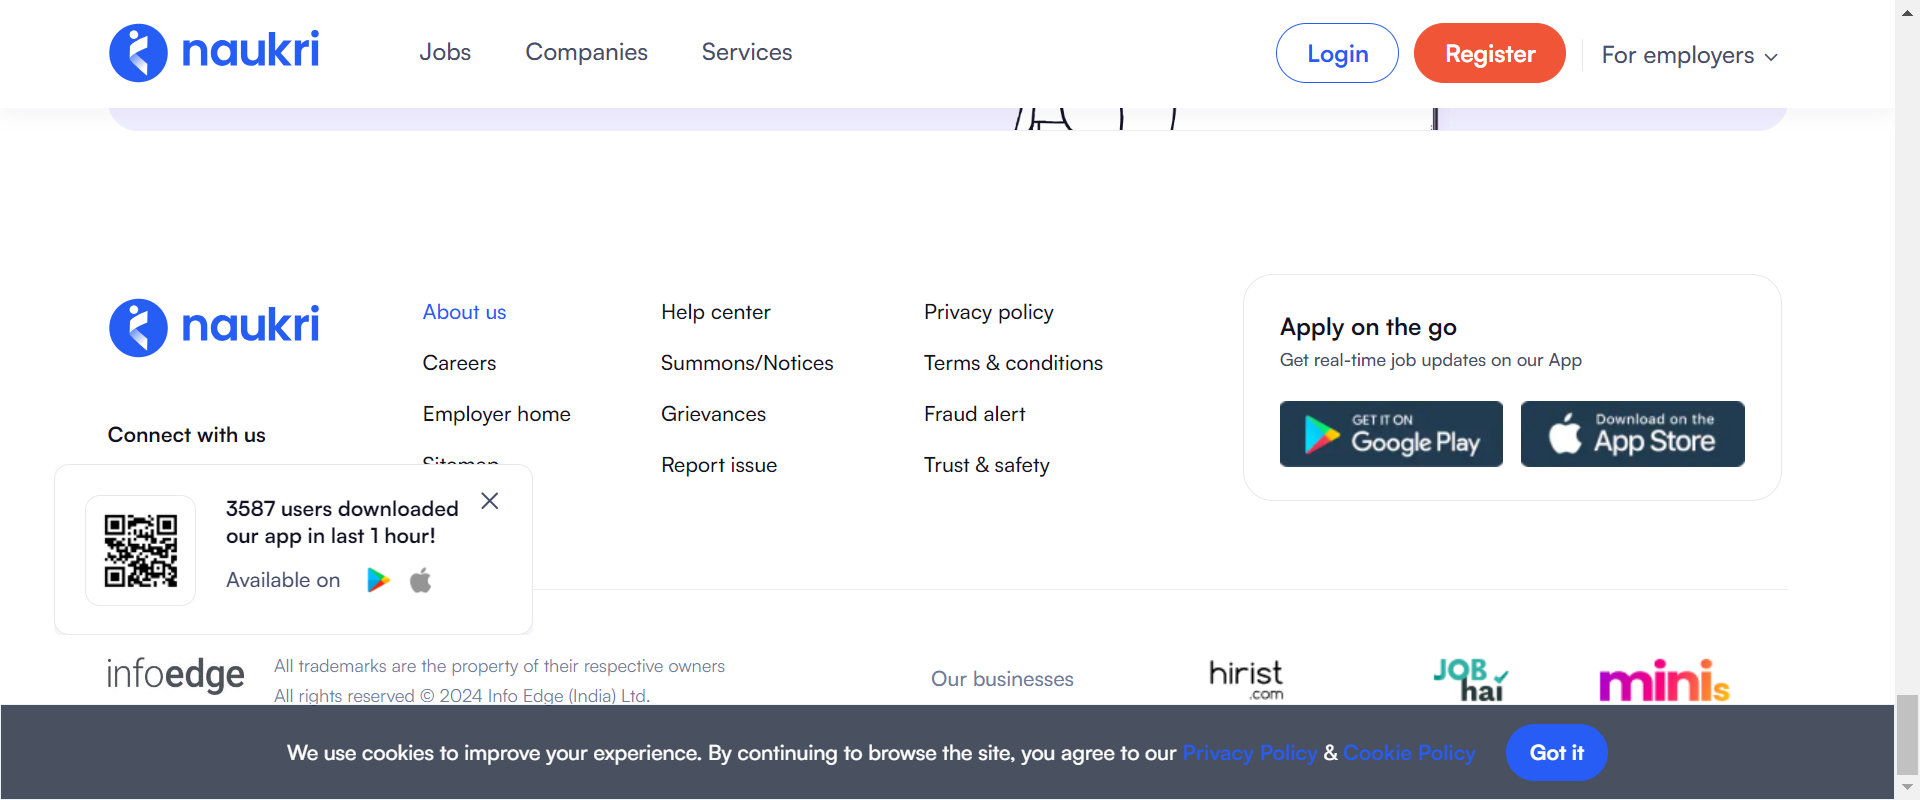 naukri
Jobs
Companies
Services
Login
Register
For employers
naukri
Connect with us
About us
Careers
Employer home
Sitemap
Help center
Summons/Notices
Grievances
Report issue
Privacy policy
Terms & conditions
Fraud alert
Trust & safety
Apply on the go
Get real-time job updates on our App
GET IT ON
Google Play
Download on the
App Store
3587 users downloaded
our app in last 1 hour!
Available on
infoedge
All trademarks are the property of their respective owners
All rights reserved © 2024 Info Edge (India) Ltd.
Our businesses
hirist
.com
JOB
hai
minis
We use cookies to improve your experience. By continuing to browse the site, you agree to our Privacy Policy & Cookie Policy
Got it